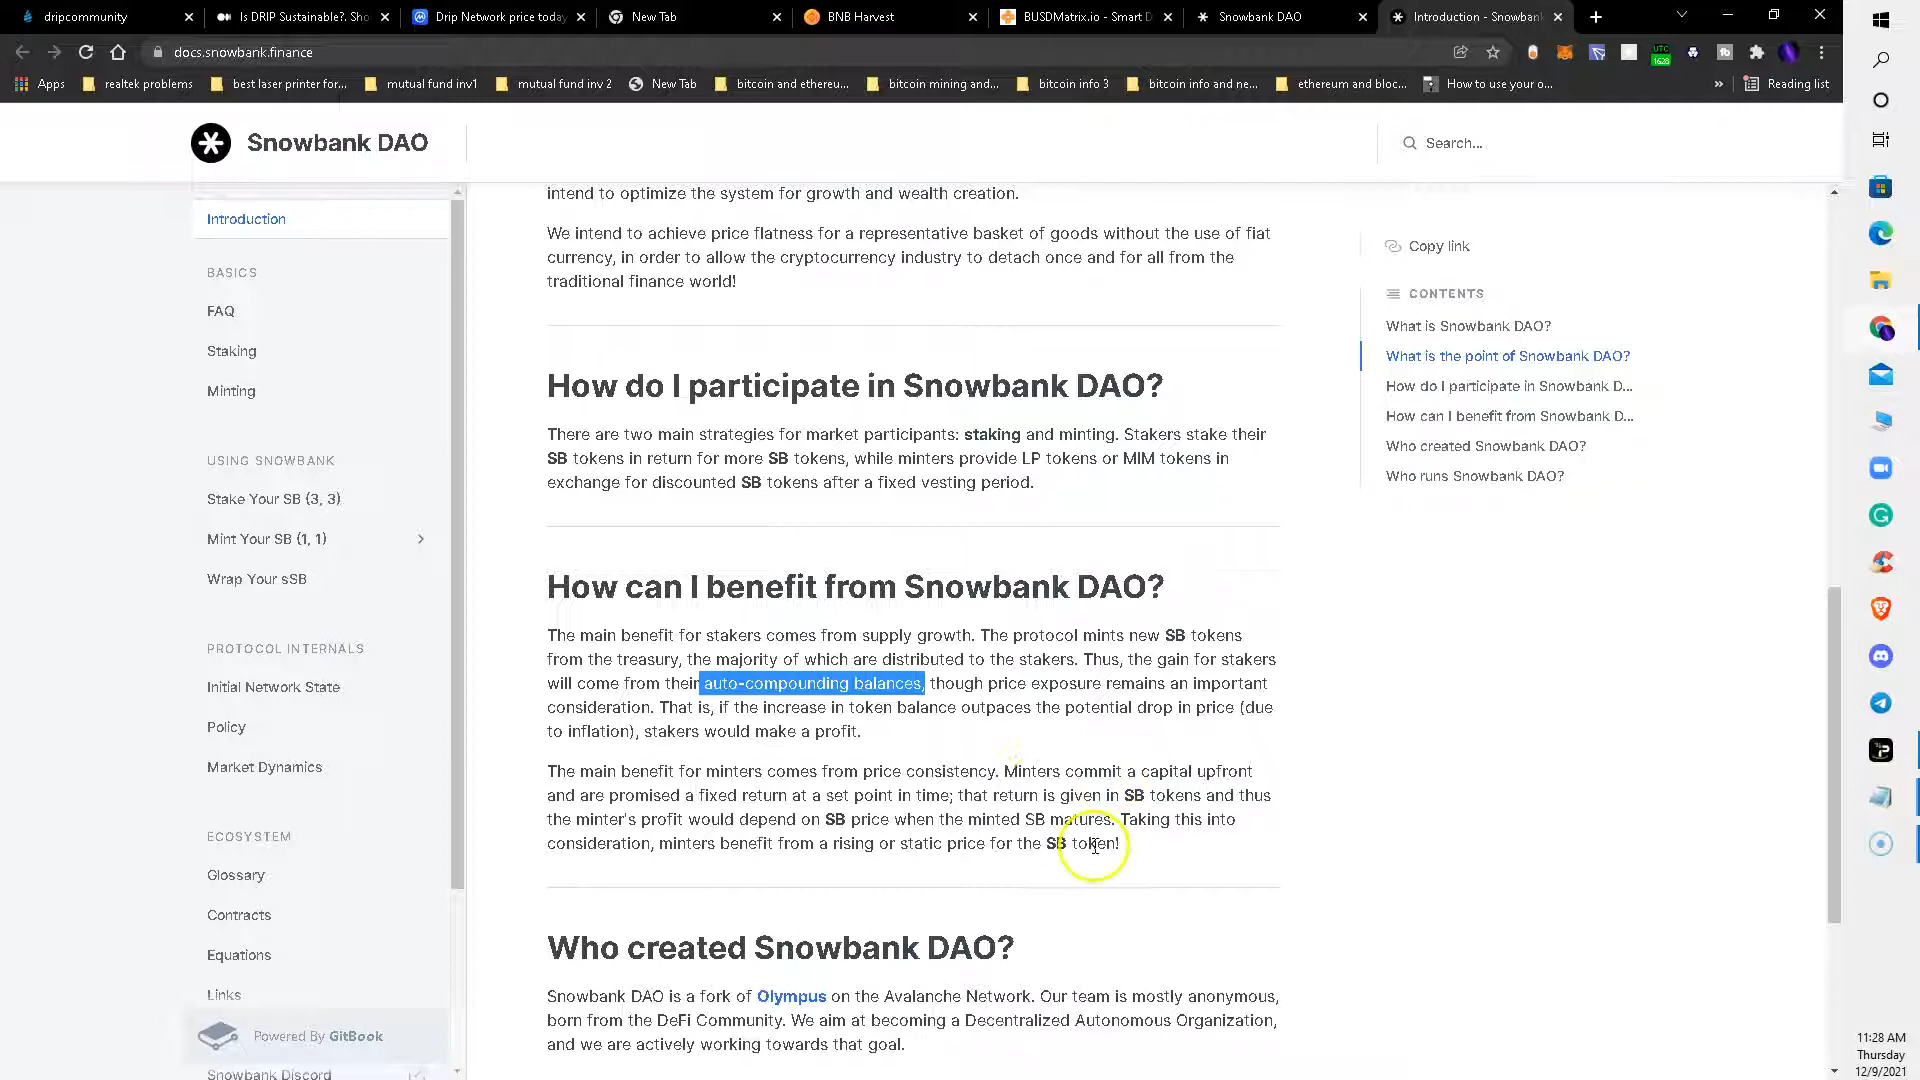 dripcommunity
Is DRIP Sustainable?. Sho
Drip Network price today
New Tab
BNB Harvest
BUSDMatrix.io - Smart D
Snowbank DAO
Introduction - Snowbank
docs.snowbank.finance
UTC
1628
Apps
realtek problems
best laser printer for...
mutual fund inv1
mutual fund inv 2
New Tab
bitcoin and ethereu...
bitcoin mining and...
bitcoin info 3
bitcoin info and ne...
ethereum and bloc...
How to use your o...
»
Reading list
Snowbank DAO
Search...
Introduction
BASICS
FAQ
Staking
Minting
USING SNOWBANK
Stake Your SB (3, 3)
Mint Your SB (1, 1)
Wrap Your sSB
PROTOCOL INTERNALS
Initial Network State
Policy
Market Dynamics
ECOSYSTEM
Glossary
Contracts
Equations
Links
Powered By GitBook
Snowbank Discord
intend to optimize the system for growth and wealth creation.
We intend to achieve price flatness for a representative basket of goods without the use of fiat
currency, in order to allow the cryptocurrency industry to detach once and for all from the
traditional finance world!
How do I participate in Snowbank DAO?
There are two main strategies for market participants: staking and minting. Stakers stake their
SB tokens in return for more SB tokens, while minters provide LP tokens or MIM tokens in
exchange for discounted SB tokens after a fixed vesting period.
How can I benefit from Snowbank DAO?
The main benefit for stakers comes from supply growth. The protocol mints new SB tokens
from the treasury, the majority of which are distributed to the stakers. Thus, the gain for stakers
will come from their auto-compounding balances, though price exposure remains an important
consideration. That is, if the increase in token balance outpaces the potential drop in price (due
to inflation), stakers would make a profit.
The main benefit for minters comes from price consistency. Minters commit a capital upfront
and are promised a fixed return at a set point in time; that return is given in SB tokens and thus
the minter's profit would depend on SB price when the minted SB matures. Taking this into
consideration, minters benefit from a rising or static price for the SB token!
Who created Snowbank DAO?
Snowbank DAO is a fork of Olympus on the Avalanche Network. Our team is mostly anonymous,
born from the DeFi Community. We aim at becoming a Decentralized Autonomous Organization,
and we are actively working towards that goal.
Copy link
CONTENTS
What is Snowbank DAO?
What is the point of Snowbank DAO?
How do I participate in Snowbank D...
How can I benefit from Snowbank D...
Who created Snowbank DAO?
Who runs Snowbank DAO?
11:28 AM
Thursday
12/9/2021